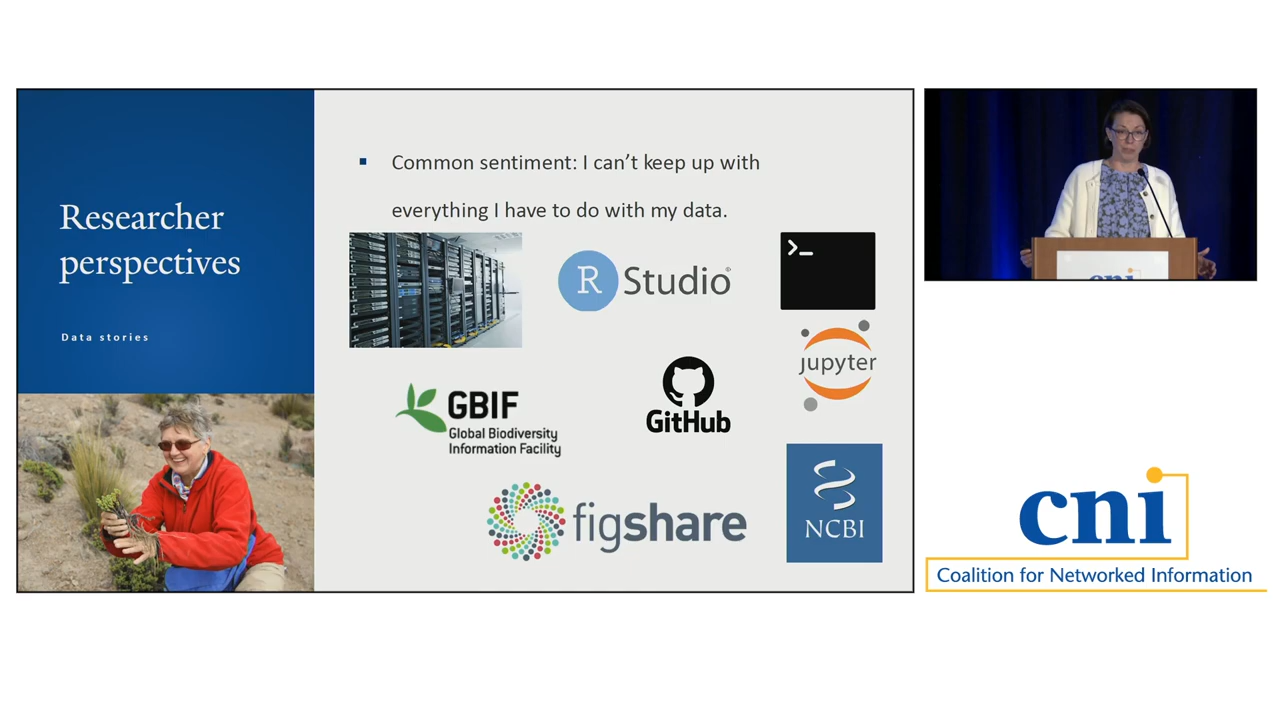 Researcher
perspectives
Data stories
▪ Common sentiment: I can’t keep up with
everything I have to do with my data.
R Studio®
>_
jupyter
GBIF
Global Biodiversity
Information Facility
GitHub
figshare
NCBI
cni
cni
Coalition for Networked Information